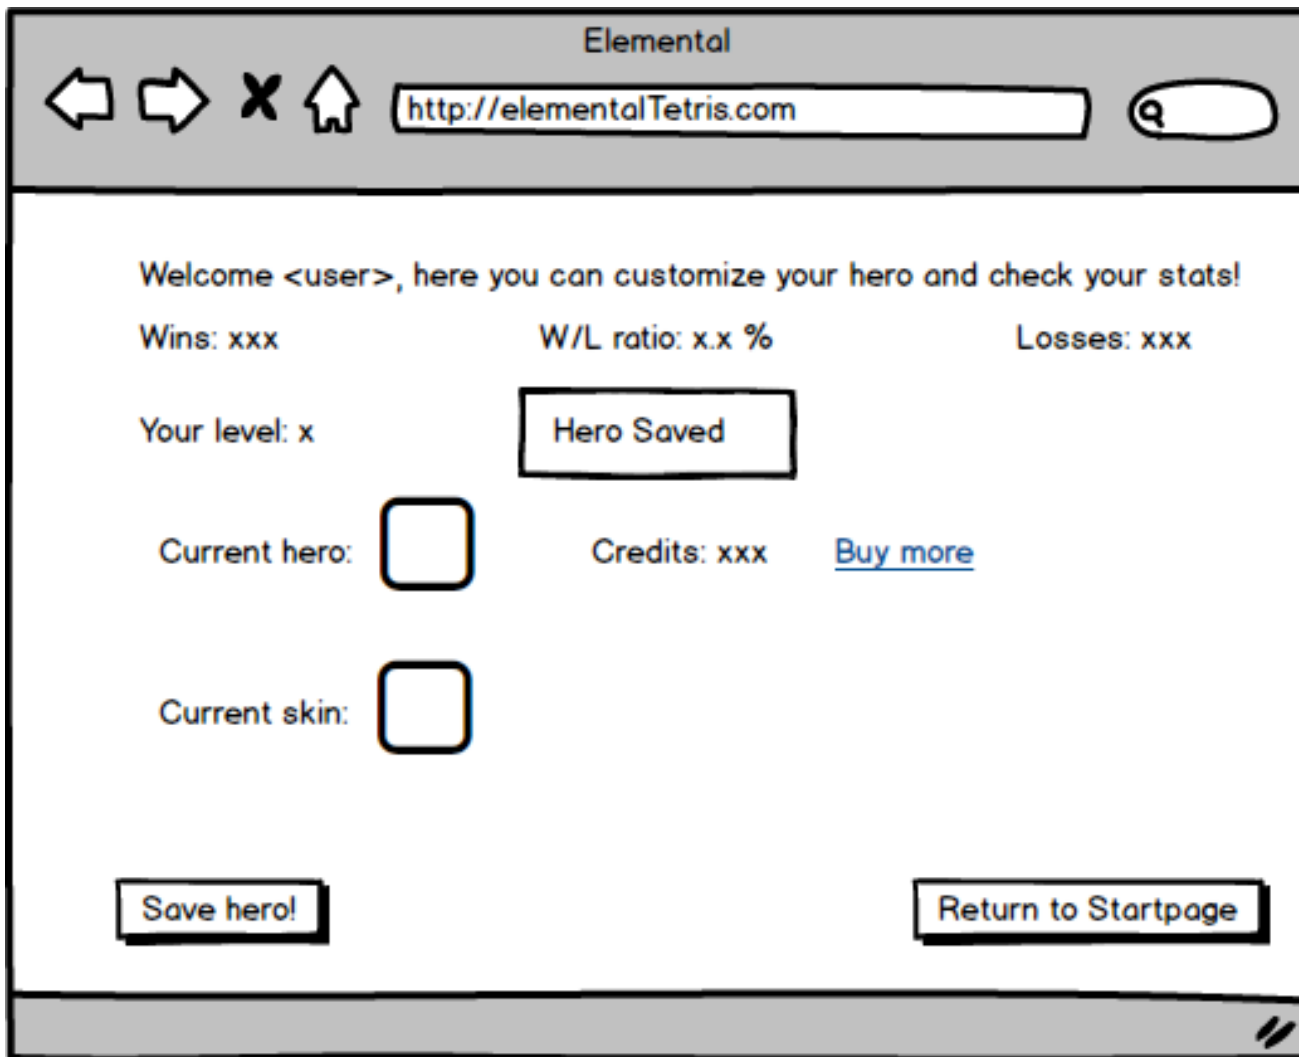 Elemental
http://elementalTetris.com
Welcome <user>, here you can customize your hero and check your stats!
Wins: xxx W/L ratio: x.x % Losses: xxx
Your level: x Hero Saved
Current hero: Credits: xxx Buy more
Current skin:
Save hero! Return to Startpage